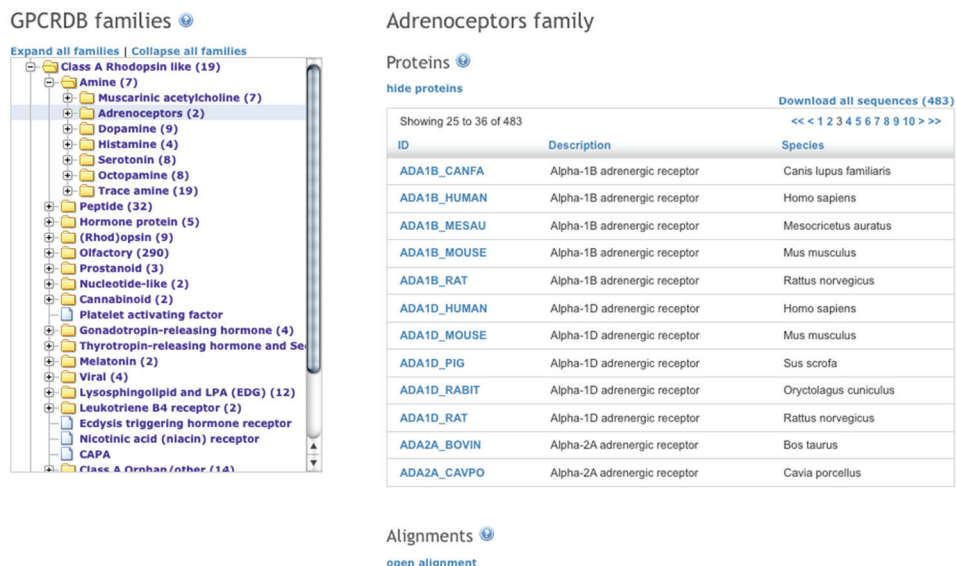 GPCRDB families
Expand all families | Collapse all families
Class A Rhodopsin like (19)
Amine (7)
Muscarinic acetylcholine (7)
Adrenoceptors (2)
Dopamine (9)
Histamine (4)
Serotonin (8)
Octopamine (8)
Trace amine (19)
Peptide (32)
Hormone protein (5)
(Rhod)opsin (9)
Olfactory (290)
Prostanoid (3)
Nucleotide-like (2)
Cannabinoid (2)
Platelet activating factor
Gonadotropin-releasing hormone (4)
Thyrotropin-releasing hormone and Se
Melatonin (2)
Viral (4)
Lysosphingolipid and LPA (EDG) (12)
Leukotriene B4 receptor (2)
Ecdysis triggering hormone receptor
Nicotinic acid (niacin) receptor
CAPA
Class A Orphan/other (14)
Adrenoceptors family
Proteins
hide proteins
Download all sequences (483)
Showing 25 to 36 of 483 << < 1 2 3 4 5 6 7 8 9 10 > >>
ID Description Species
ADA1B_CANFA Alpha-1B adrenergic receptor Canis lupus familiaris
ADA1B_HUMAN Alpha-1B adrenergic receptor Homo sapiens
ADA1B_MESAU Alpha-1B adrenergic receptor Mesocricetus auratus
ADA1B_MOUSE Alpha-1B adrenergic receptor Mus musculus
ADA1B_RAT Alpha-1B adrenergic receptor Rattus norvegicus
ADA1D_HUMAN Alpha-1D adrenergic receptor Homo sapiens
ADA1D_MOUSE Alpha-1D adrenergic receptor Mus musculus
ADA1D_PIG Alpha-1D adrenergic receptor Sus scrofa
ADA1D_RABIT Alpha-1D adrenergic receptor Oryctolagus cuniculus
ADA1D_RAT Alpha-1D adrenergic receptor Rattus norvegicus
ADA2A_BOVIN Alpha-2A adrenergic receptor Bos taurus
ADA2A_CAVPO Alpha-2A adrenergic receptor Cavia porcellus
Alignments
open alignment